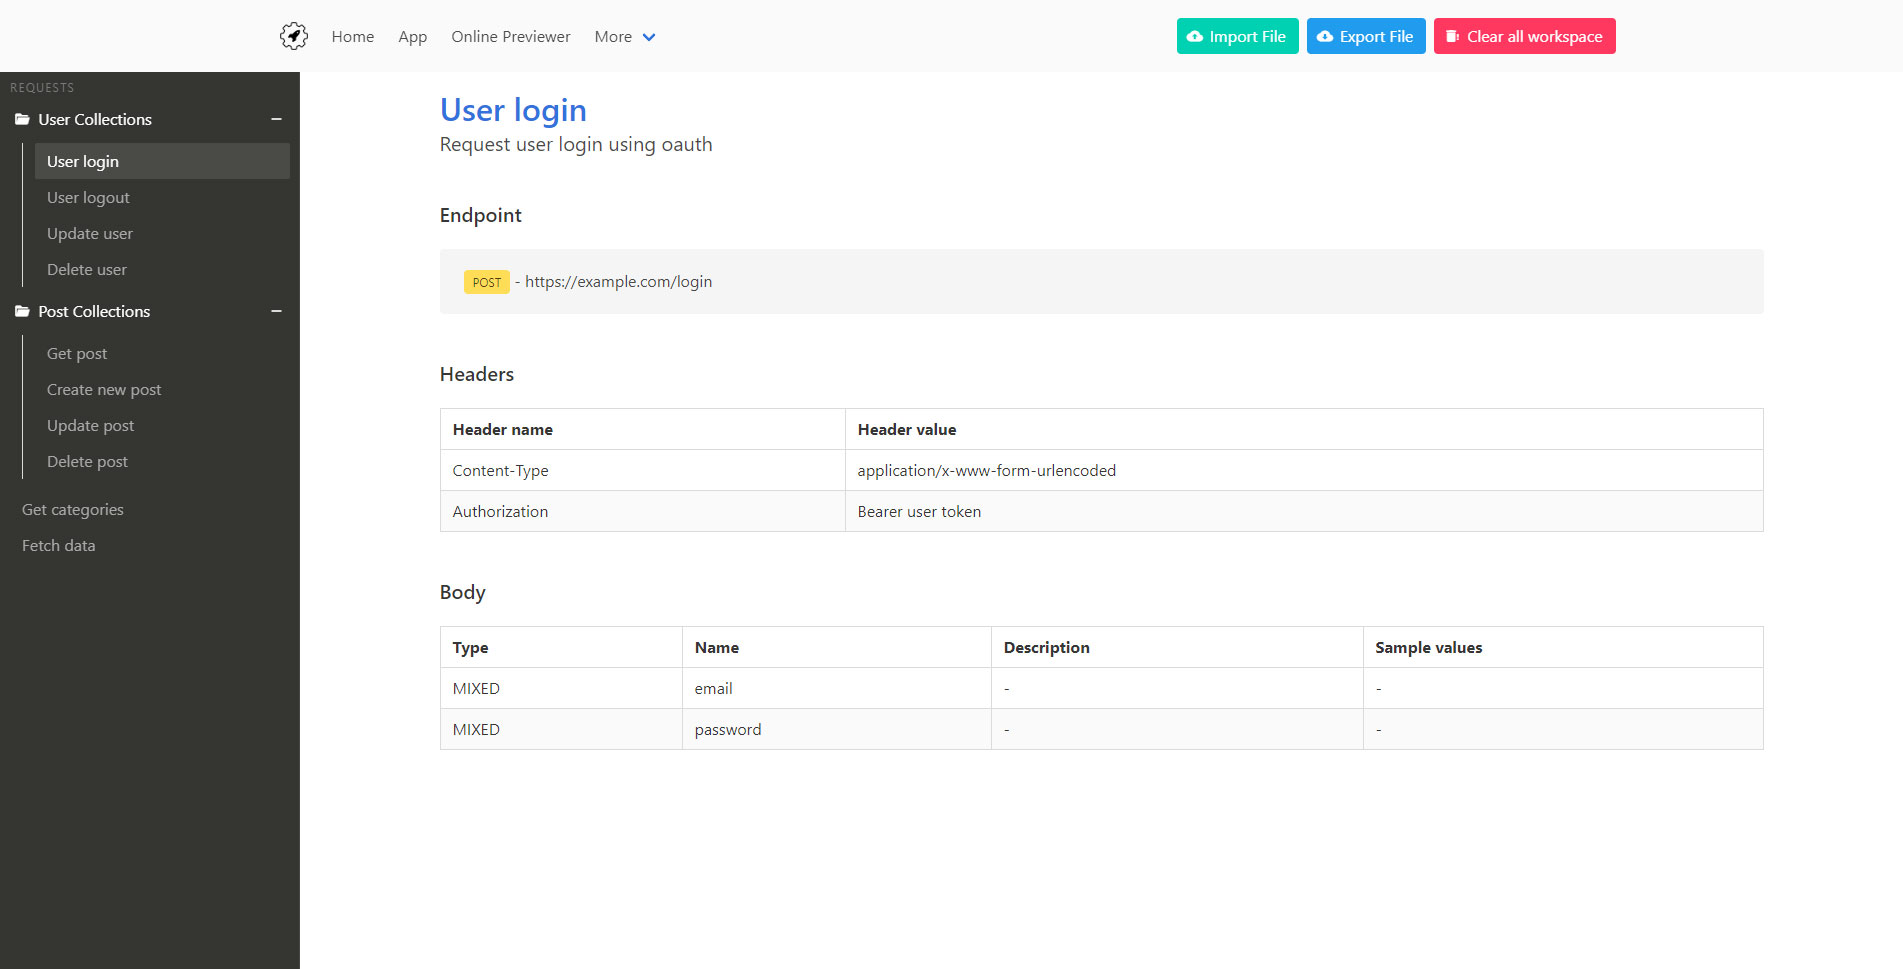 Home App Online Previewer More Import File Export File Clear all workspace
REQUESTS
User Collections
User login
User logout
Update user
Delete user
Post Collections
Get post
Create new post
Update post
Delete post
Get categories
Fetch data
User login
Request user login using oauth
Endpoint
POST - https://example.com/login
Headers
Header name Header value
Content-Type application/x-www-form-urlencoded
Authorization Bearer user token
Body
Type Name Description Sample values
MIXED email - -
MIXED password - -